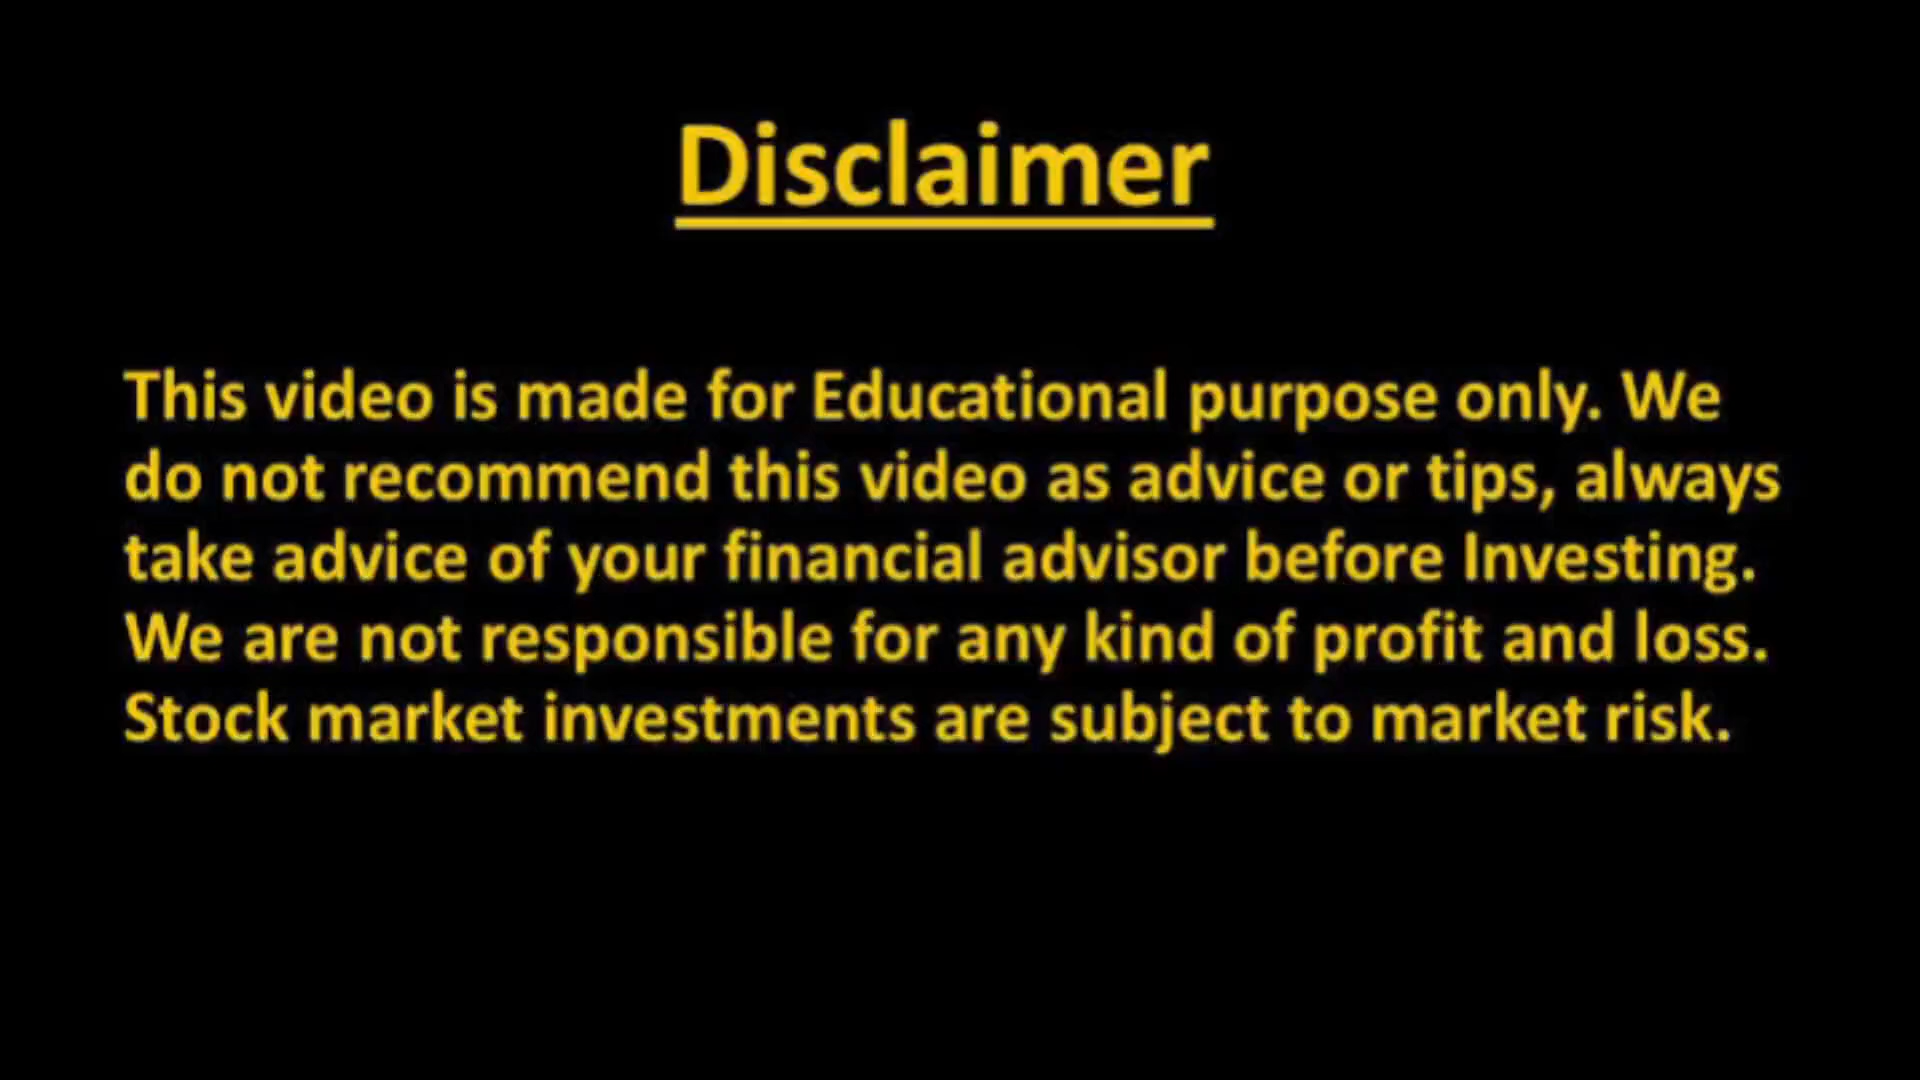 Disclaimer
This video is made for Educational purpose only. We
do not recommend this video as advice or tips, always
take advice of your financial advisor before Investing.
We are not responsible for any kind of profit and loss.
Stock market investments are subject to market risk.